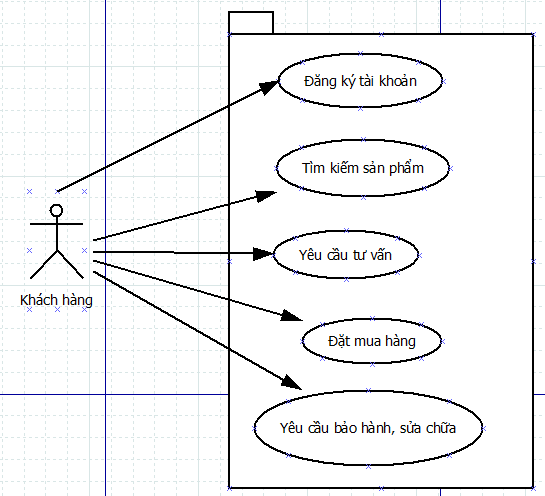 Đăng ký tài khoản
Tìm kiếm sản phẩm
Yêu cầu tư vấn
Khách hàng
Đặt mua hàng
Yêu cầu bảo hành, sửa chữa